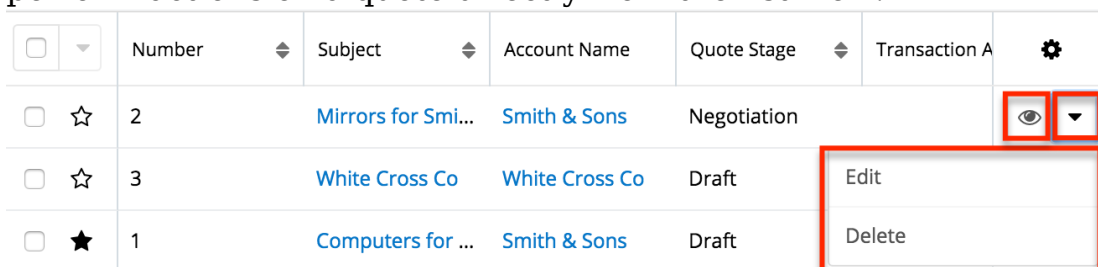 Number Subject Account Name Quote Stage Transaction A
2 Mirrors for Smi... Smith & Sons Negotiation
3 White Cross Co White Cross Co Draft Edit
1 Computers for ... Smith & Sons Draft Delete